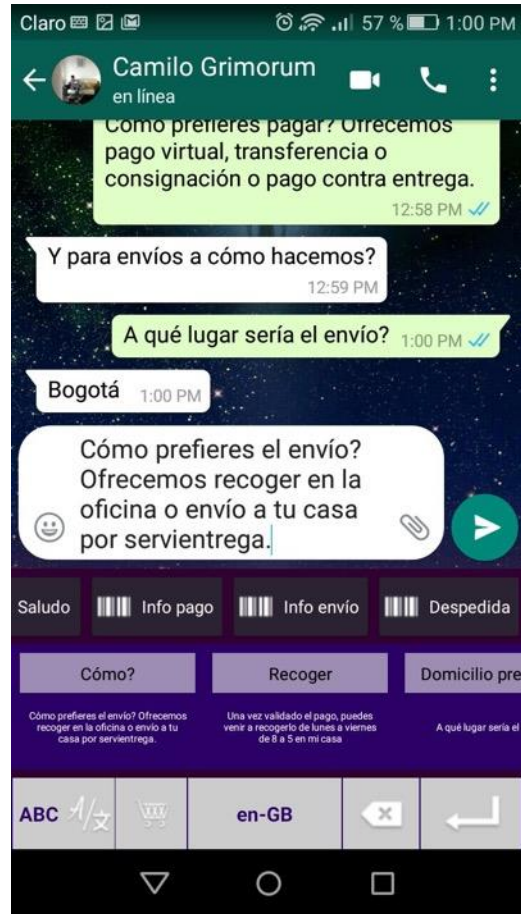 Claro 57 % 1:00 PM
Camilo Grimorum
en línea
Cómo prefieres pagar? Ofrecemos
pago virtual, transferencia o
consignación o pago contra entrega.
12:58 PM
Y para envíos a cómo hacemos?
12:59 PM
A qué lugar sería el envío? 1:00 PM
Bogotá 1:00 PM
Cómo prefieres el envío?
Ofrecemos recoger en la
oficina o envío a tu casa
por servientrega.
Saludo Info pago Info envío Despedida
Cómo? Recoger Domicilio pre
Cómo prefieres el envío? Ofrecemos
recoger en la oficina o envío a tu
casa por servientrega.
Una vez validado el pago, puedes
venir a recogerlo de lunes a viernes
de 8 a 5 en mi casa
A qué lugar sería el
ABC A/文 en-GB